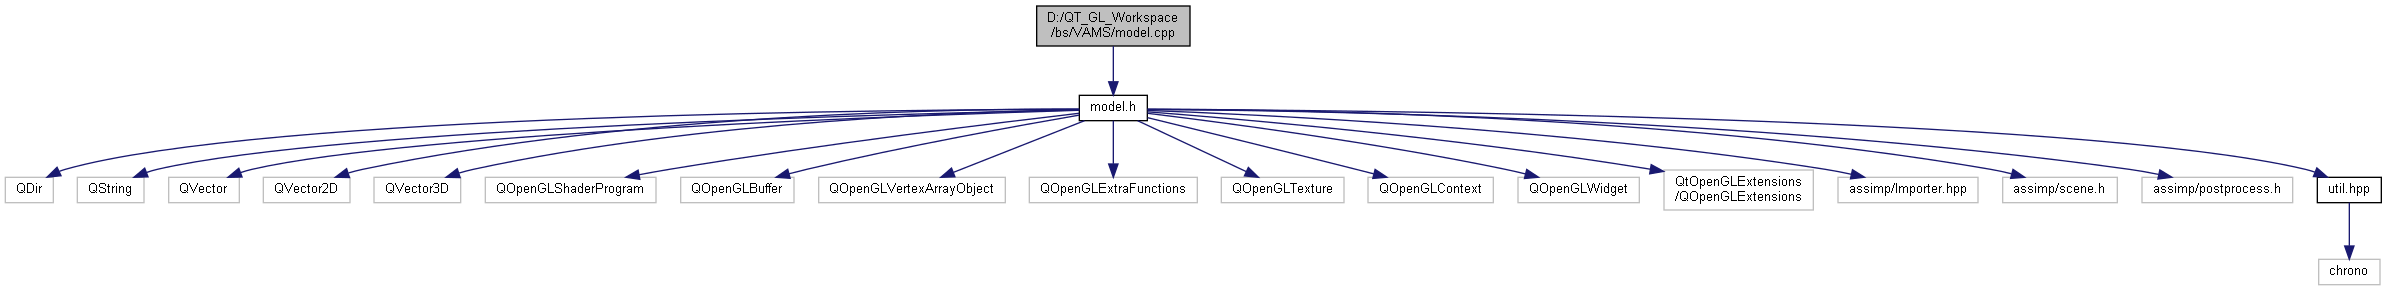 D:/QT_GL_Workspace
/bs/VAMS/model.cpp
model.h
QDir
QString
QVector
QVector2D
QVector3D
QOpenGLShaderProgram
QOpenGLBuffer
QOpenGLVertexArrayObject
QOpenGLExtraFunctions
QOpenGLTexture
QOpenGLContext
QOpenGLWidget
QtOpenGLExtensions
/QOpenGLExtensions
assimp/Importer.hpp
assimp/scene.h
assimp/postprocess.h
util.hpp
chrono